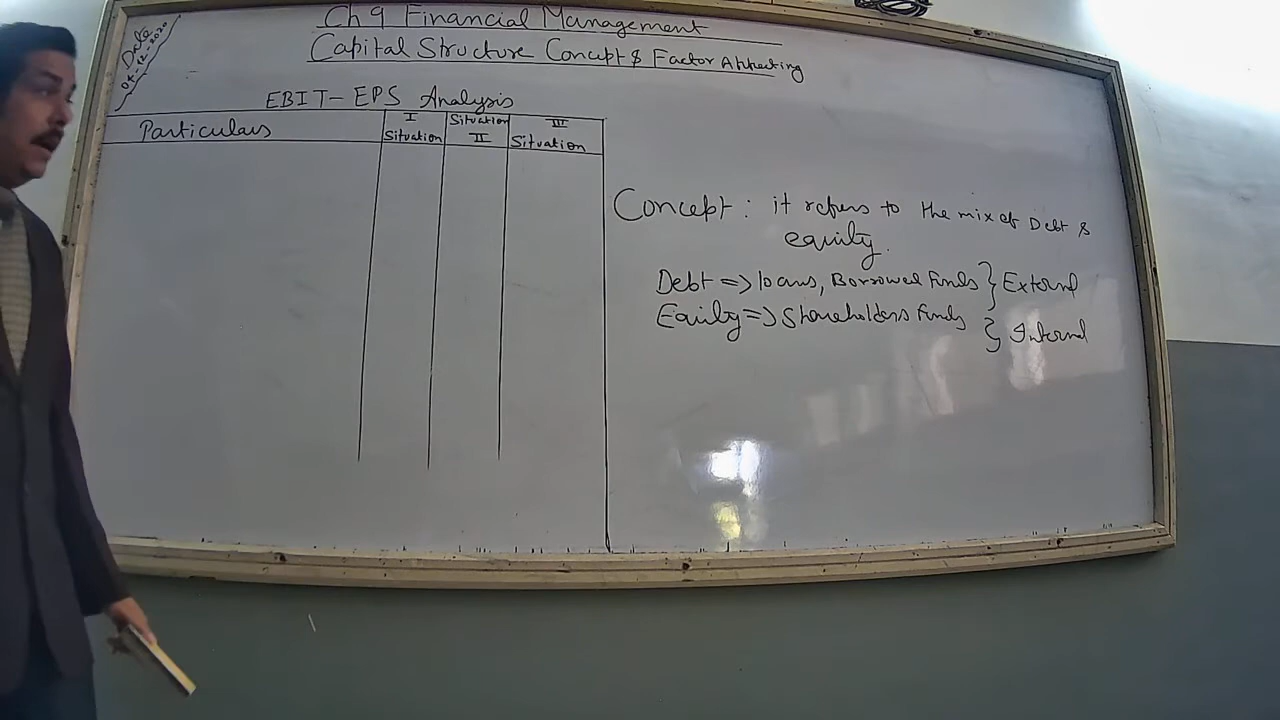 Ch 9 Financial Management
Capital Structure Concept & Factor Affecting
Date
EBIT- EPS Analysis
Particulars
I Situation
Situation II
III Situation
Concept : it refers to the mix of Debt &
equity.
Debt => loans, Borrowed Funds } External
Equity => Shareholders Funds } Internal